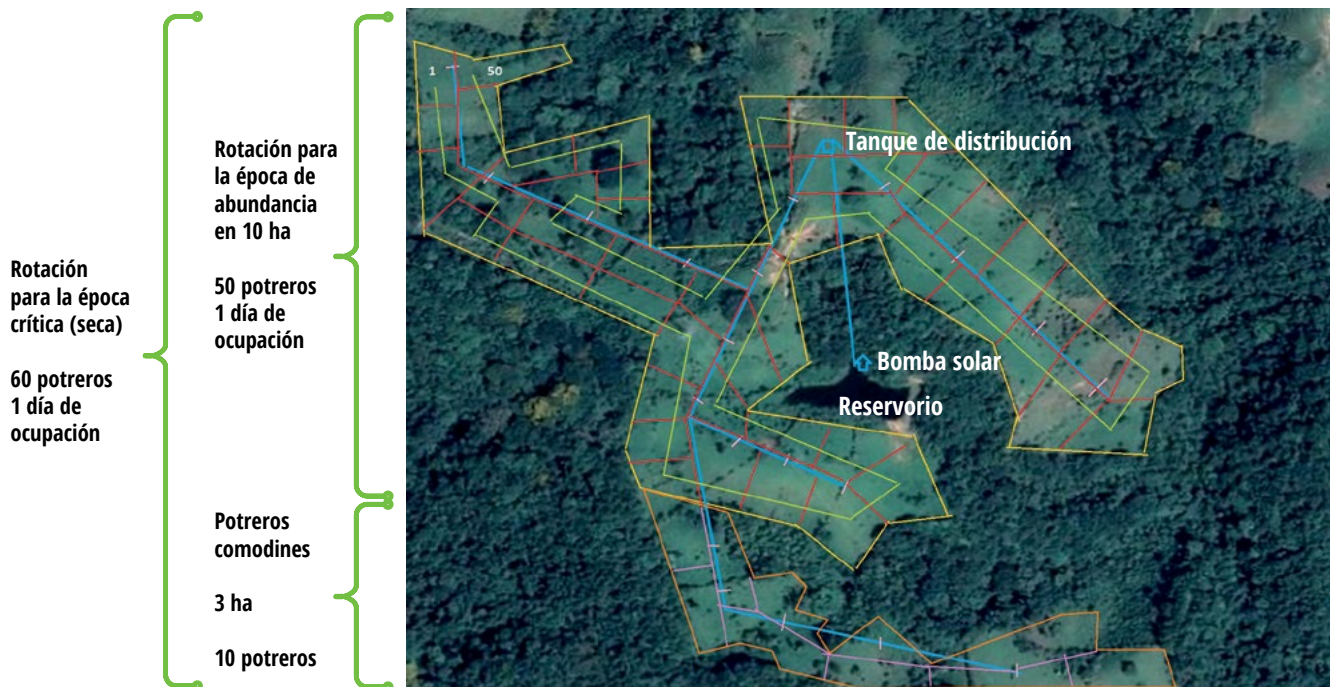 Rotación
para la época
crítica (seca)
60 potreros
1 día de
ocupación
Rotación para
la época de
abundancia
en 10 ha
50 potreros
1 día de
ocupación
Potreros
comodines
3 ha
10 potreros
1
50
Tanque de distribución
Bomba solar
Reservorio